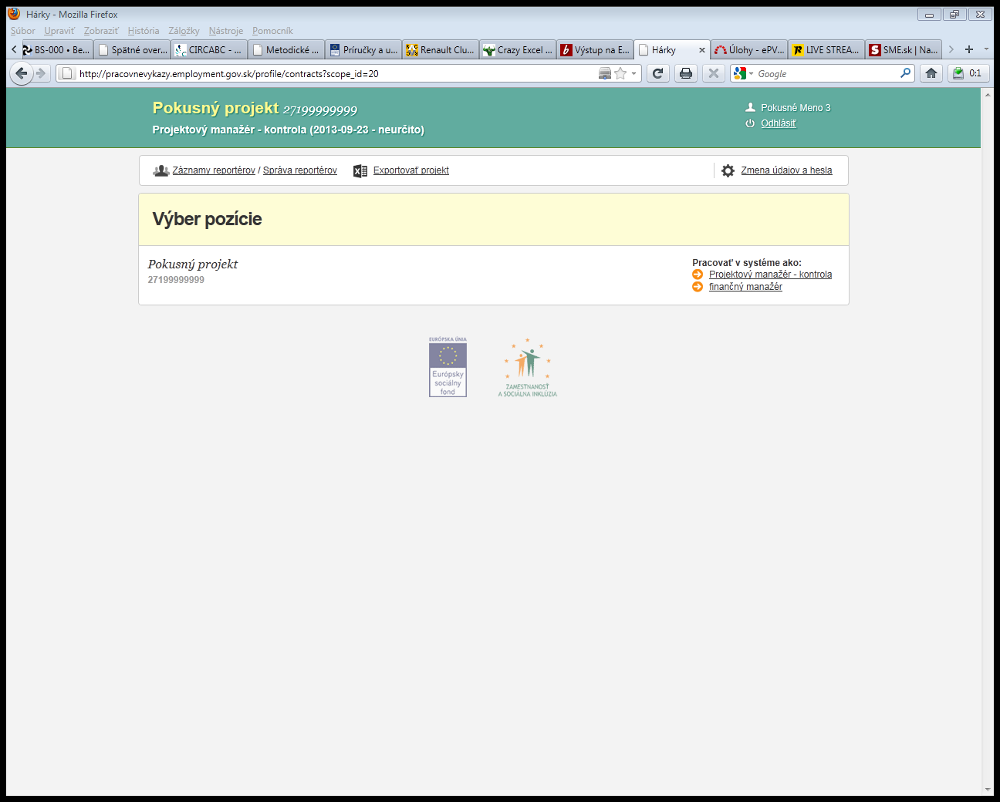 Hárky - Mozilla Firefox
Súbor Upraviť Zobraziť História Záložky Nástroje Pomocník
BS-000 • Be... Spätné over... CIRCABC - ... Metodické ... Príručky a u... Renault Clu... Crazy Excel ... Výstup na E... Hárky Úlohy - ePV... LIVE STREA... SME.sk | Na...
http://pracovnevykazy.employment.gov.sk/profile/contracts?scope_id=20 Google 0:1
Pokusný projekt 27199999999
Pokusné Meno 3
Projektový manažér - kontrola (2013-09-23 - neurčito)
Odhlásiť
Záznamy reportérov / Správa reportérov Exportovať projekt Zmena údajov a hesla
Výber pozície
Pokusný projekt
27199999999
Pracovať v systéme ako:
Projektový manažér - kontrola
finančný manažér
EURÓPSKA ÚNIA
Európsky
sociálny
fond
ZAMESTNANOSŤ
A SOCIÁLNA INKLÚZIA